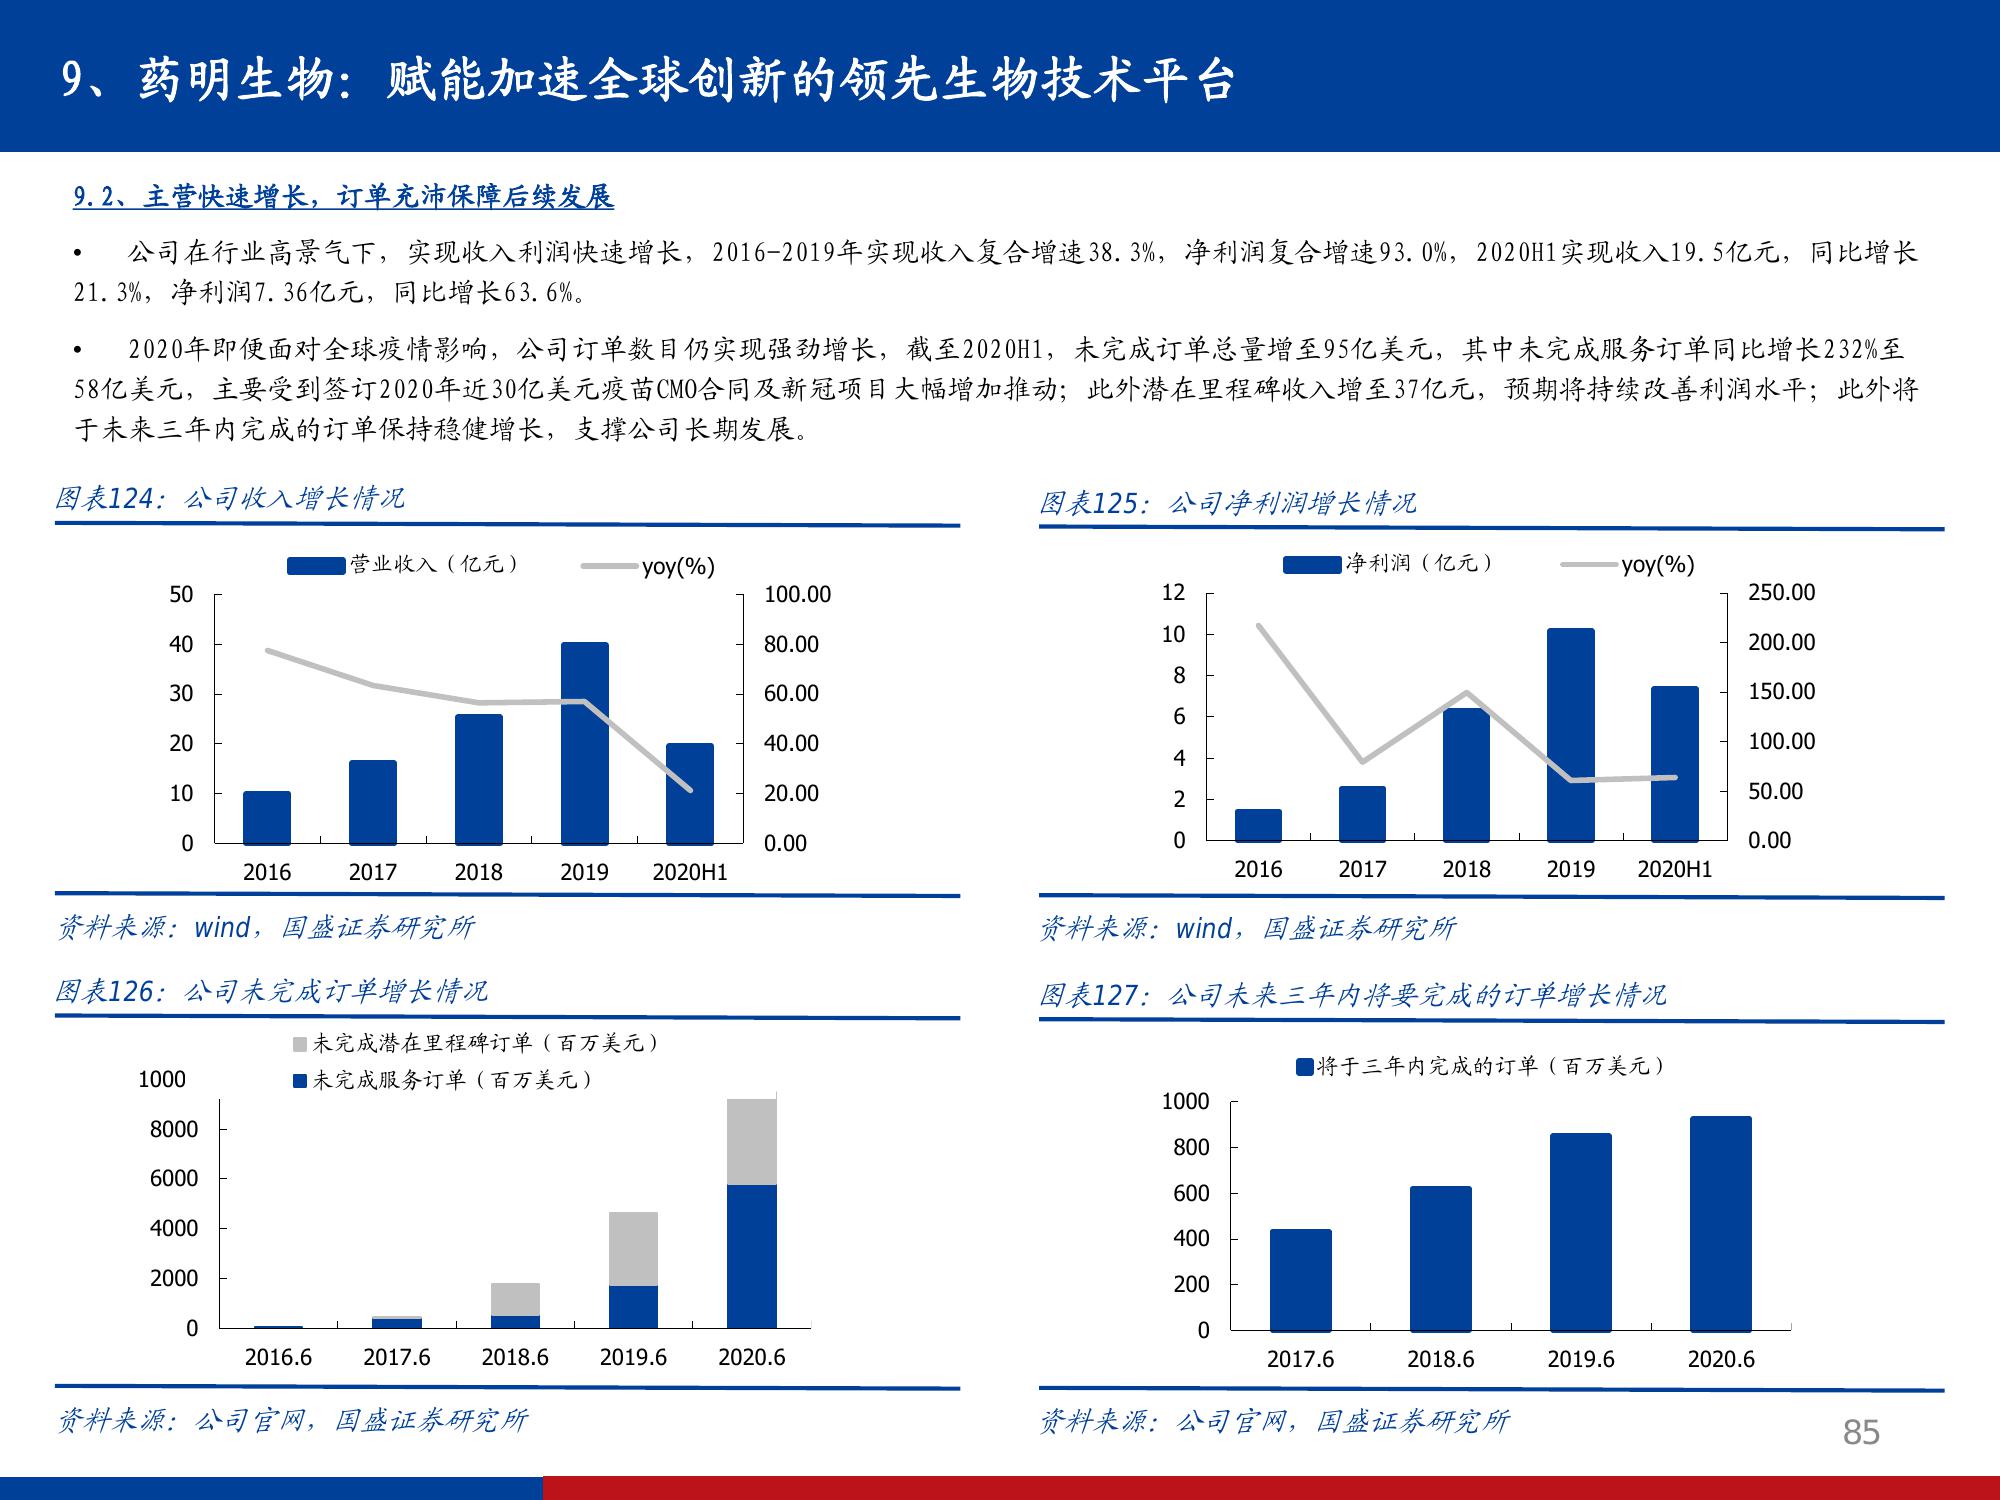 9、药明生物：赋能加速全球创新的领先生物技术平台
9.2、主营快速增长，订单充沛保障后续发展
• 公司在行业高景气下，实现收入利润快速增长，2016-2019年实现收入复合增速38.3%，净利润复合增速93.0%，2020H1实现收入19.5亿元，同比增长
21.3%，净利润7.36亿元，同比增长63.6%。
• 2020年即便面对全球疫情影响，公司订单数目仍实现强劲增长，截至2020H1，未完成订单总量增至95亿美元，其中未完成服务订单同比增长232%至
58亿美元，主要受到签订2020年近30亿美元疫苗CMO合同及新冠项目大幅增加推动；此外潜在里程碑收入增至37亿元，预期将持续改善利润水平；此外将
于未来三年内完成的订单保持稳健增长，支撑公司长期发展。
图表124：公司收入增长情况
营业收入（亿元） yoy(%)
50 100.00
40 80.00
30 60.00
20 40.00
10 20.00
0 0.00
2016 2017 2018 2019 2020H1
资料来源：wind，国盛证券研究所
图表125：公司净利润增长情况
净利润（亿元） yoy(%)
12 250.00
10 200.00
8 150.00
6 100.00
4 50.00
2
0 0.00
2016 2017 2018 2019 2020H1
资料来源：wind，国盛证券研究所
图表126：公司未完成订单增长情况
未完成潜在里程碑订单（百万美元）
未完成服务订单（百万美元）
1000
8000
6000
4000
2000
0
2016.6 2017.6 2018.6 2019.6 2020.6
资料来源：公司官网，国盛证券研究所
图表127：公司未来三年内将要完成的订单增长情况
将于三年内完成的订单（百万美元）
1000
800
600
400
200
0
2017.6 2018.6 2019.6 2020.6
资料来源：公司官网，国盛证券研究所
85